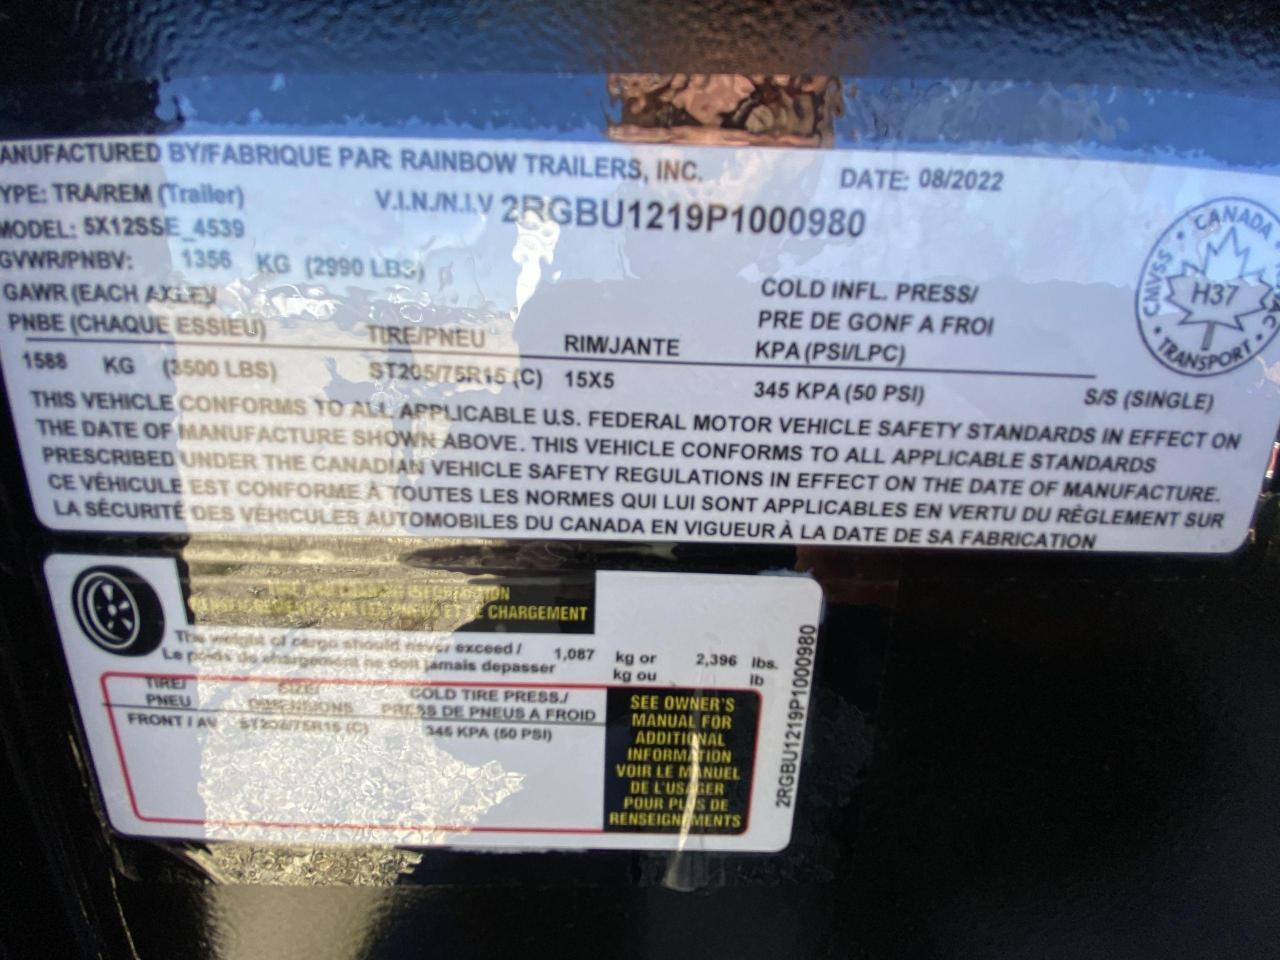 ANUFACTURED BY/FABRIQUE PAR: RAINBOW TRAILERS, INC. DATE: 08/2022
YPE: TRA/REM (Trailer) V.I.N./N.I.V 2RGBU1219P1000980
MODEL: 5X12SSE_4539
GVWR/PNBV: 1356 KG (2990 LBS)
GAWR (EACH AXLE)/
PNBE (CHAQUE ESSIEU) TIRE/PNEU RIM/JANTE COLD INFL. PRESS/
PRE DE GONF A FROI
KPA (PSI/LPC)
1588 KG (3500 LBS) ST205/75R15 (C) 15X5 345 KPA (50 PSI) S/S (SINGLE)
THIS VEHICLE CONFORMS TO ALL APPLICABLE U.S. FEDERAL MOTOR VEHICLE SAFETY STANDARDS IN EFFECT ON
THE DATE OF MANUFACTURE SHOWN ABOVE. THIS VEHICLE CONFORMS TO ALL APPLICABLE STANDARDS
PRESCRIBED UNDER THE CANADIAN VEHICLE SAFETY REGULATIONS IN EFFECT ON THE DATE OF MANUFACTURE.
CE VÉHICULE EST CONFORME À TOUTES LES NORMES QUI LUI SONT APPLICABLES EN VERTU DU RÈGLEMENT SUR
LA SÉCURITÉ DES VÉHICULES AUTOMOBILES DU CANADA EN VIGUEUR À LA DATE DE SA FABRICATION
CANADA
H37
CMVSS
TRANSPORT
INFORMATION
ET LE CHARGEMENT
The weight of cargo should never exceed / 1,087 kg or 2,396 lbs.
Le poids de chargement ne doit jamais depasser kg ou lb
TIRE/ SIZE/ COLD TIRE PRESS./
PNEU DIMENSIONS PRESS DE PNEUS A FROID
FRONT / AV ST205/75R15 (C) 345 KPA (50 PSI)
SEE OWNER'S
MANUAL FOR
ADDITIONAL
INFORMATION
VOIR LE MANUEL
DE L'USAGER
POUR PLUS DE
RENSEIGNEMENTS
2RGBU1219P1000980